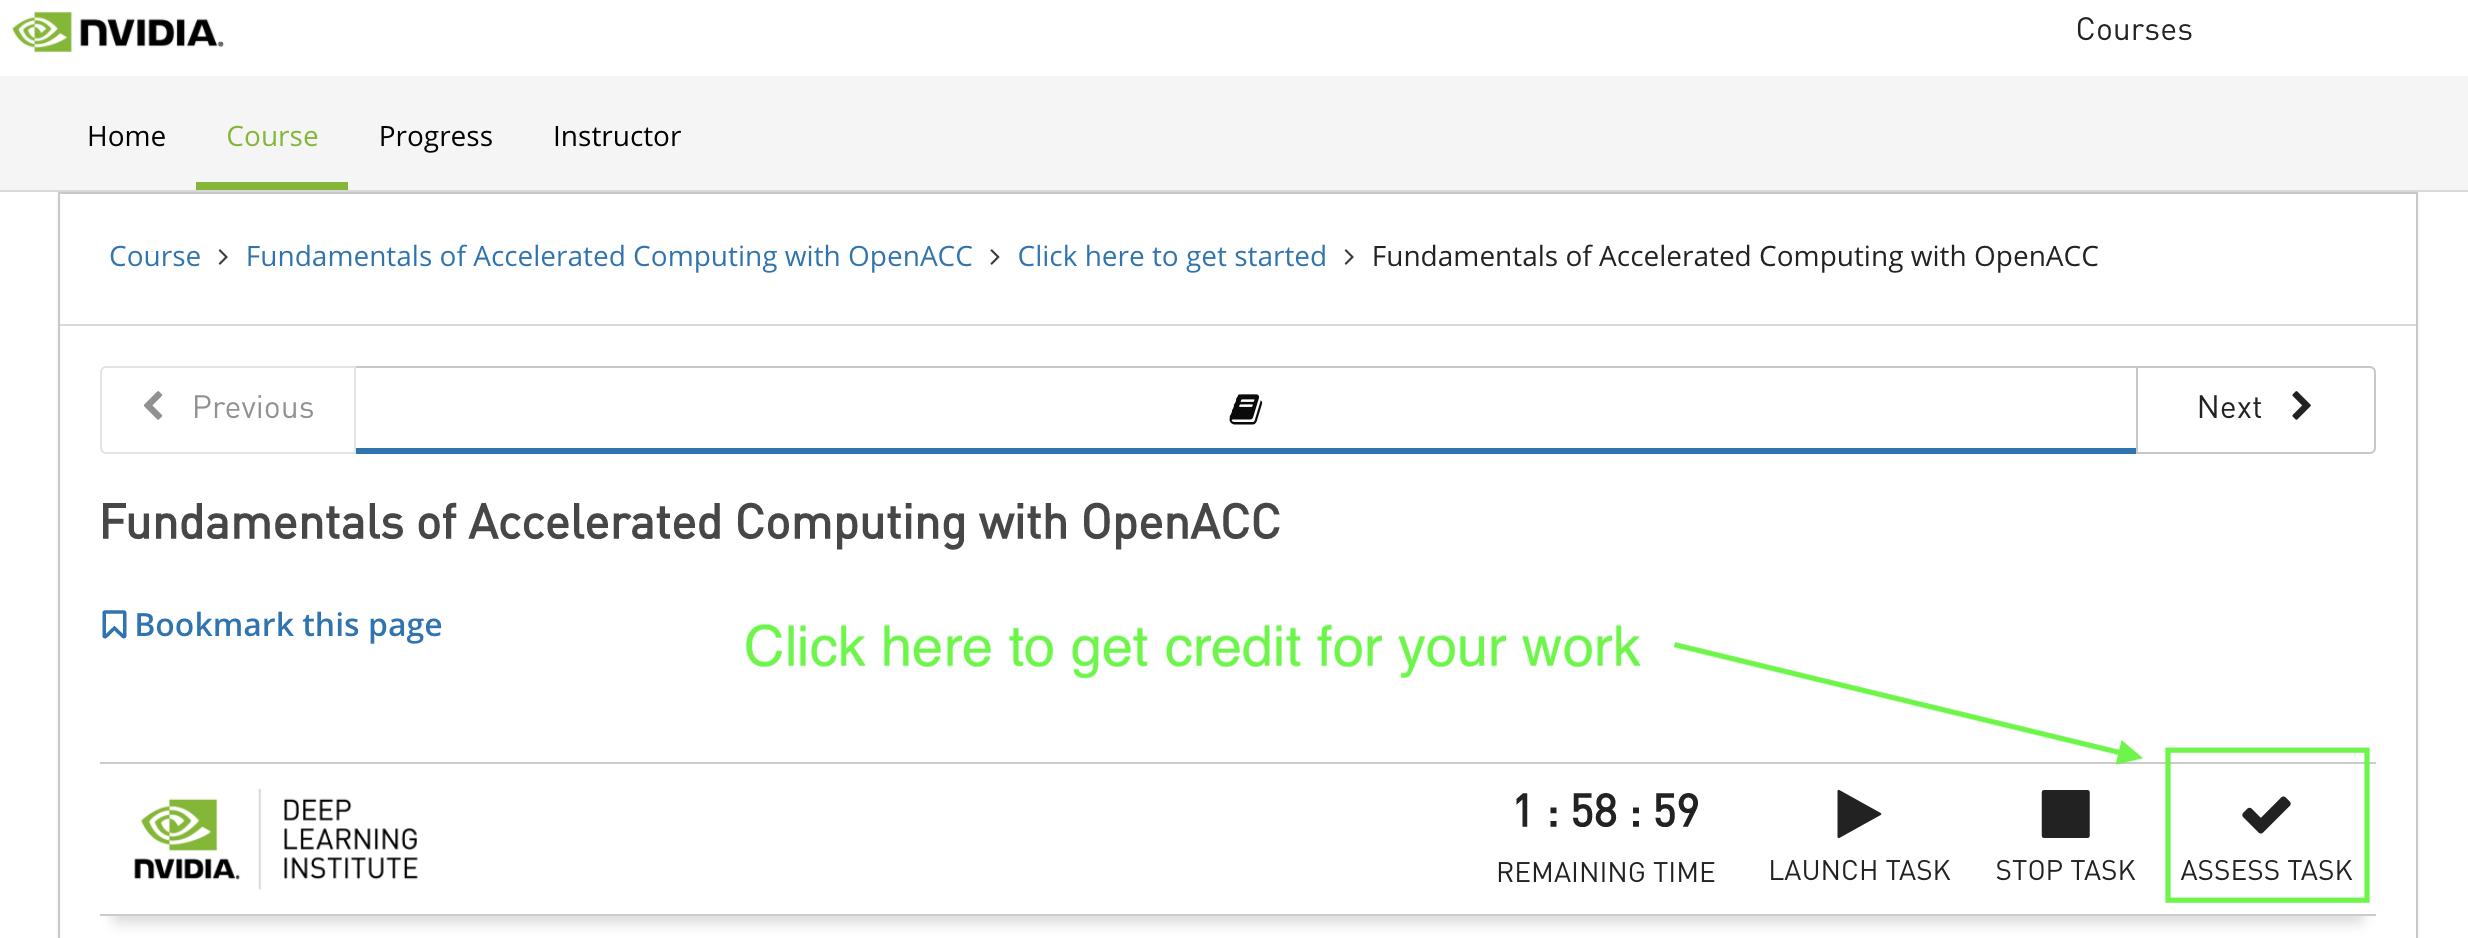 NVIDIA.
Courses
Home Course Progress Instructor
Course > Fundamentals of Accelerated Computing with OpenACC > Click here to get started > Fundamentals of Accelerated Computing with OpenACC
Previous
Next
Fundamentals of Accelerated Computing with OpenACC
Bookmark this page
Click here to get credit for your work
NVIDIA.
DEEP
LEARNING
INSTITUTE
1 : 58 : 59
REMAINING TIME
LAUNCH TASK
STOP TASK
ASSESS TASK